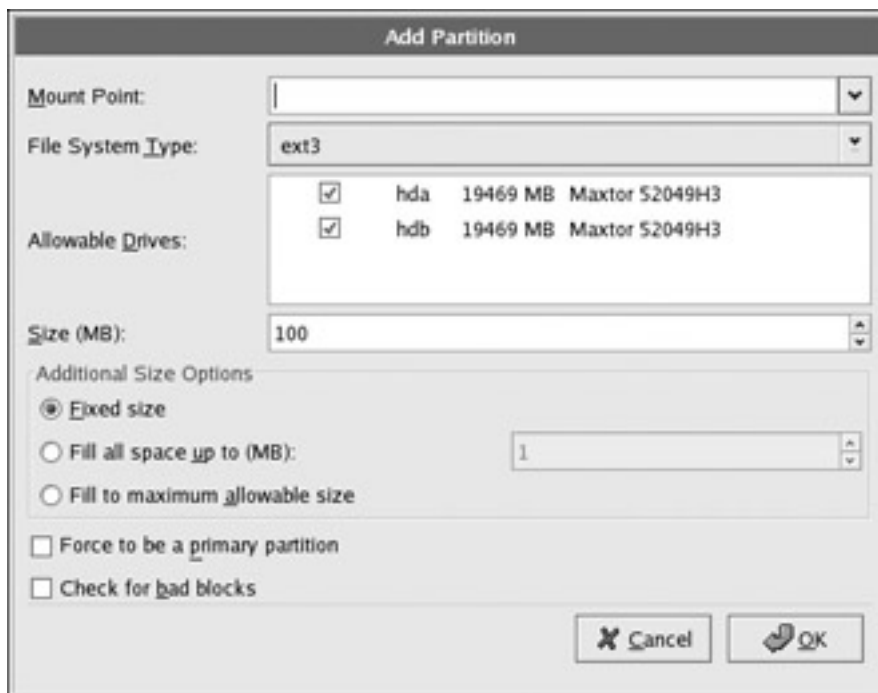 Add Partition
Mount Point:
File System Type: ext3
Allowable Drives:
hda 19469 MB Maxtor 52049H3
hdb 19469 MB Maxtor 52049H3
Size (MB): 100
Additional Size Options
Fixed size
Fill all space up to (MB): 1
Fill to maximum allowable size
Force to be a primary partition
Check for bad blocks
Cancel OK